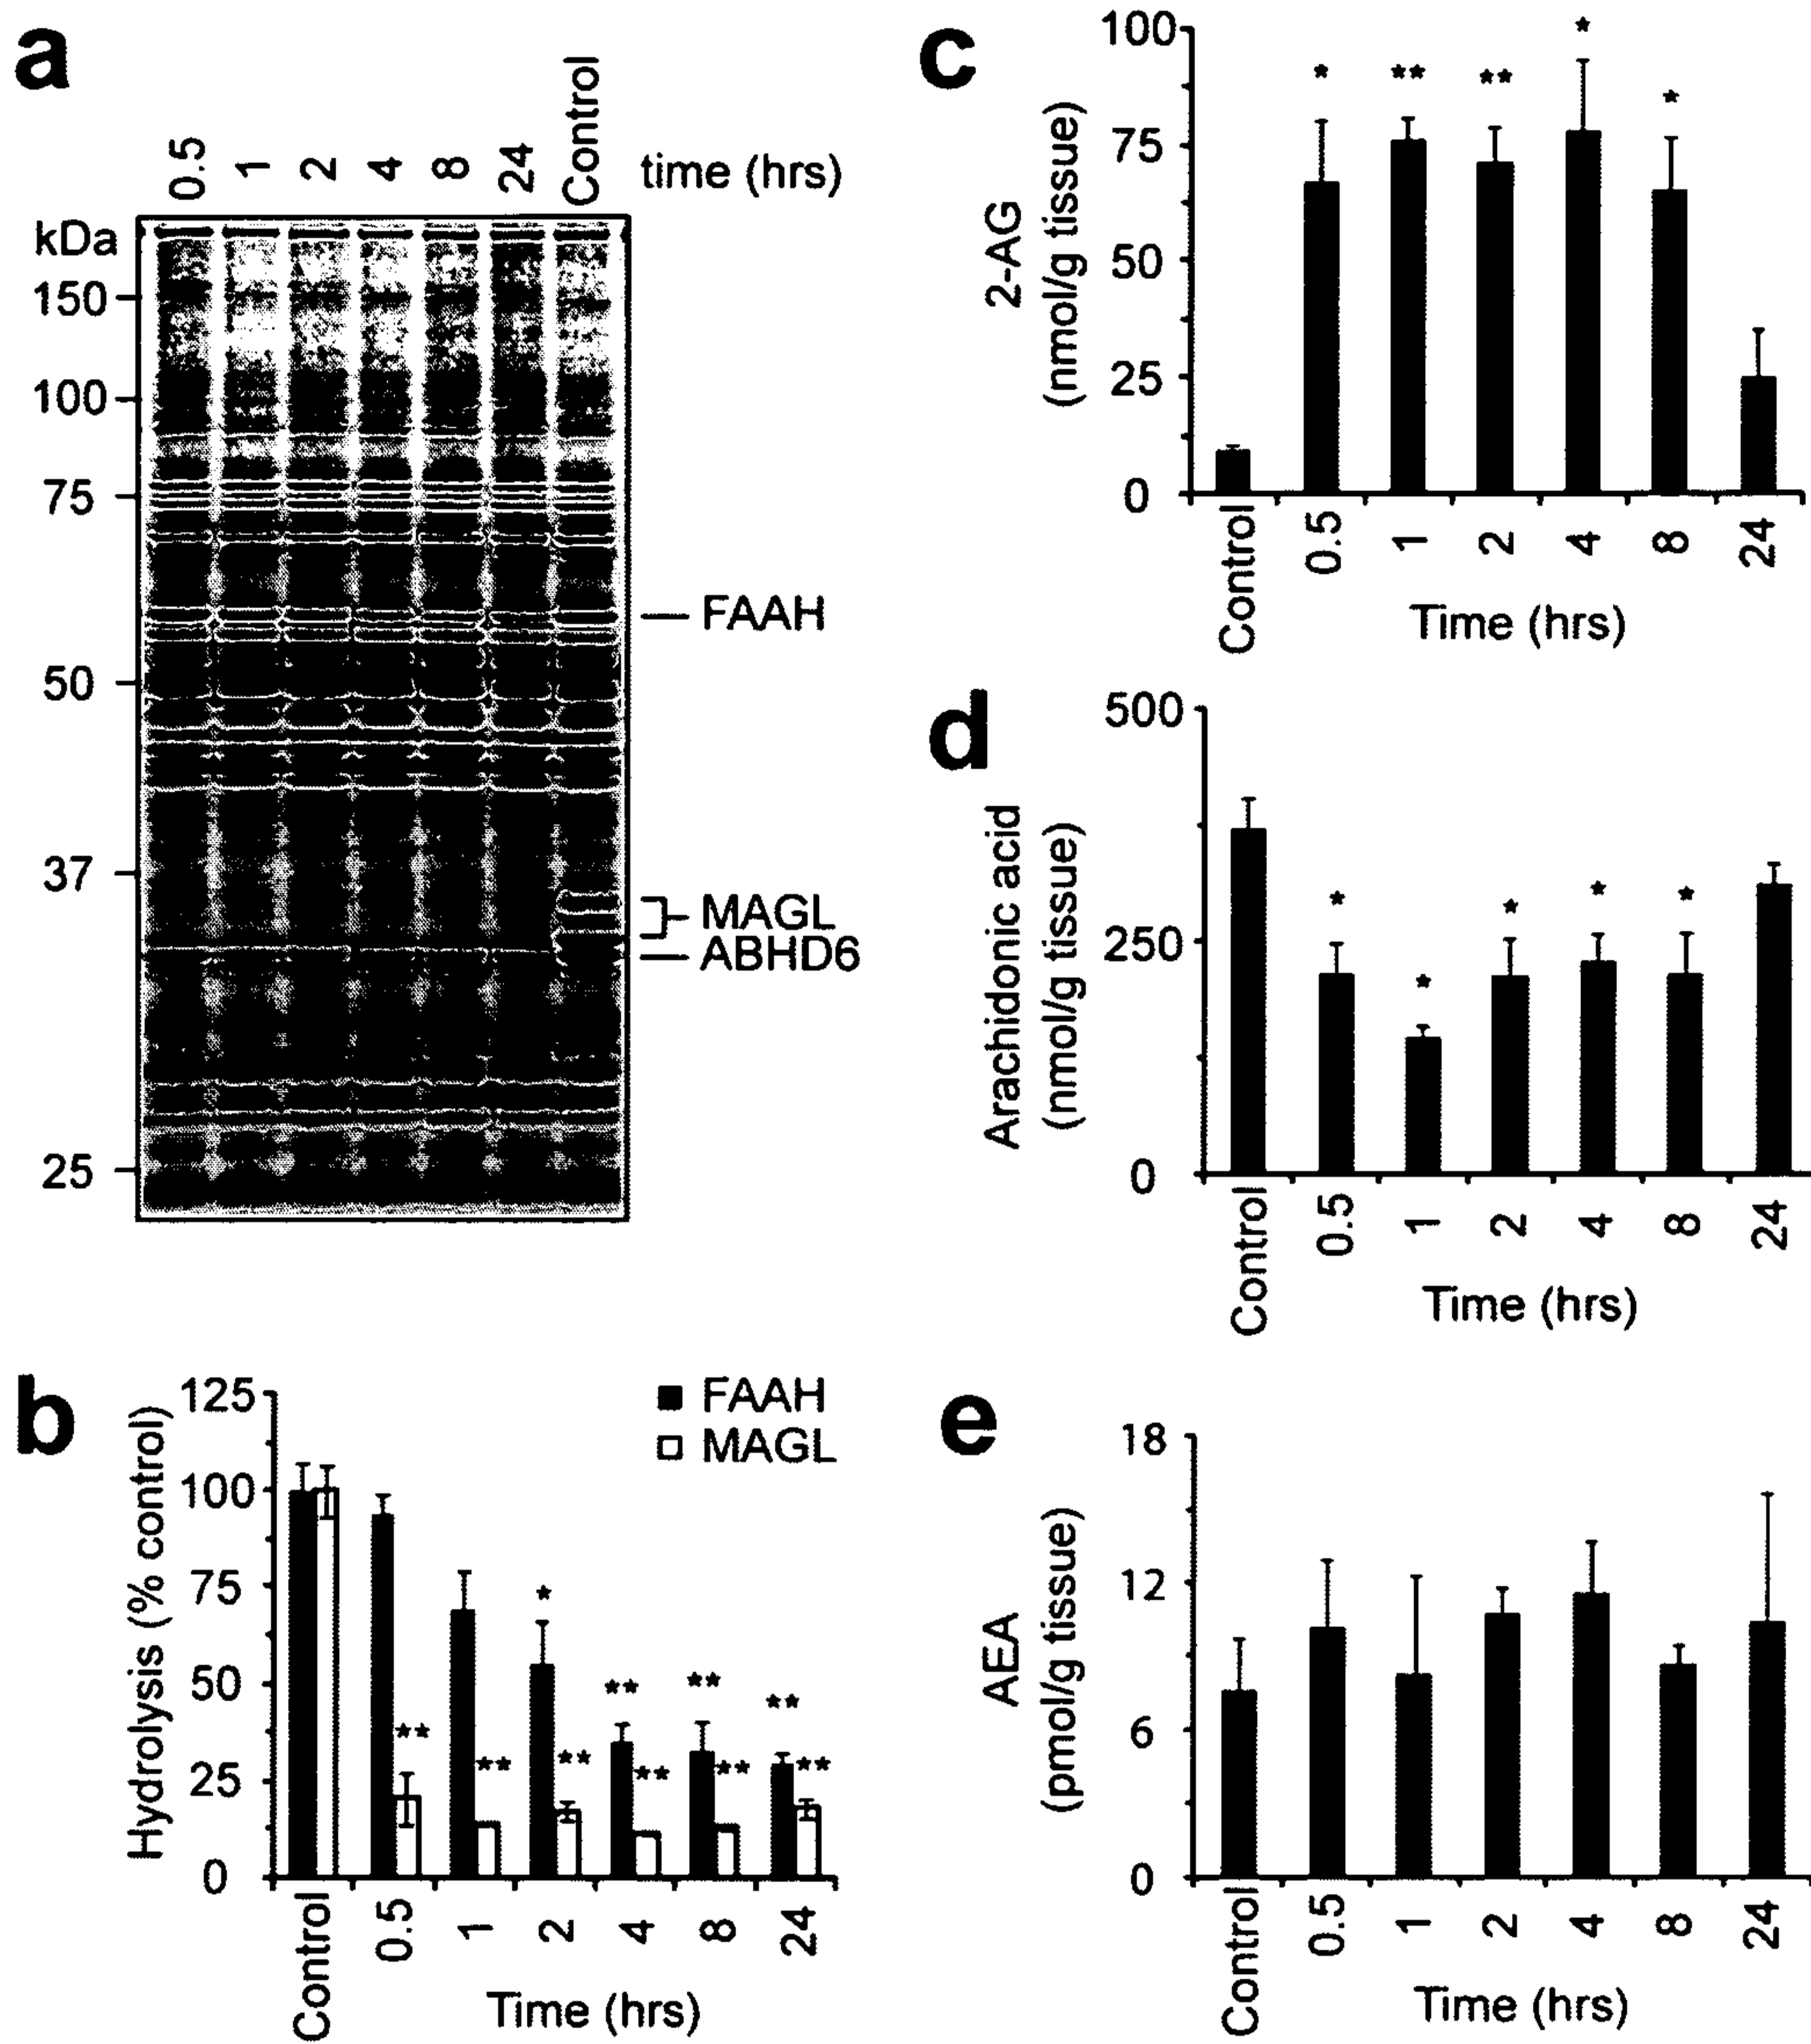 a
0.5 1 2 4 8 24 Control time (hrs)
kDa
150
100
75
50
37
25
FAAH
MAGL
ABHD6
b
Hydrolysis (% control)
125
100
75
50
25
0
FAAH
MAGL
*
** ** **
** ** ** ** ** **
Control 0.5 1 2 4 8 24
Time (hrs)
c
2-AG
(nmol/g tissue)
100
75
50
25
0
* ** ** * *
Control 0.5 1 2 4 8 24
Time (hrs)
d
Arachidonic acid
(nmol/g tissue)
500
250
0
* * * * *
Control 0.5 1 2 4 8 24
Time (hrs)
e
AEA
(pmol/g tissue)
18
12
6
0
Control 0.5 1 2 4 8 24
Time (hrs)